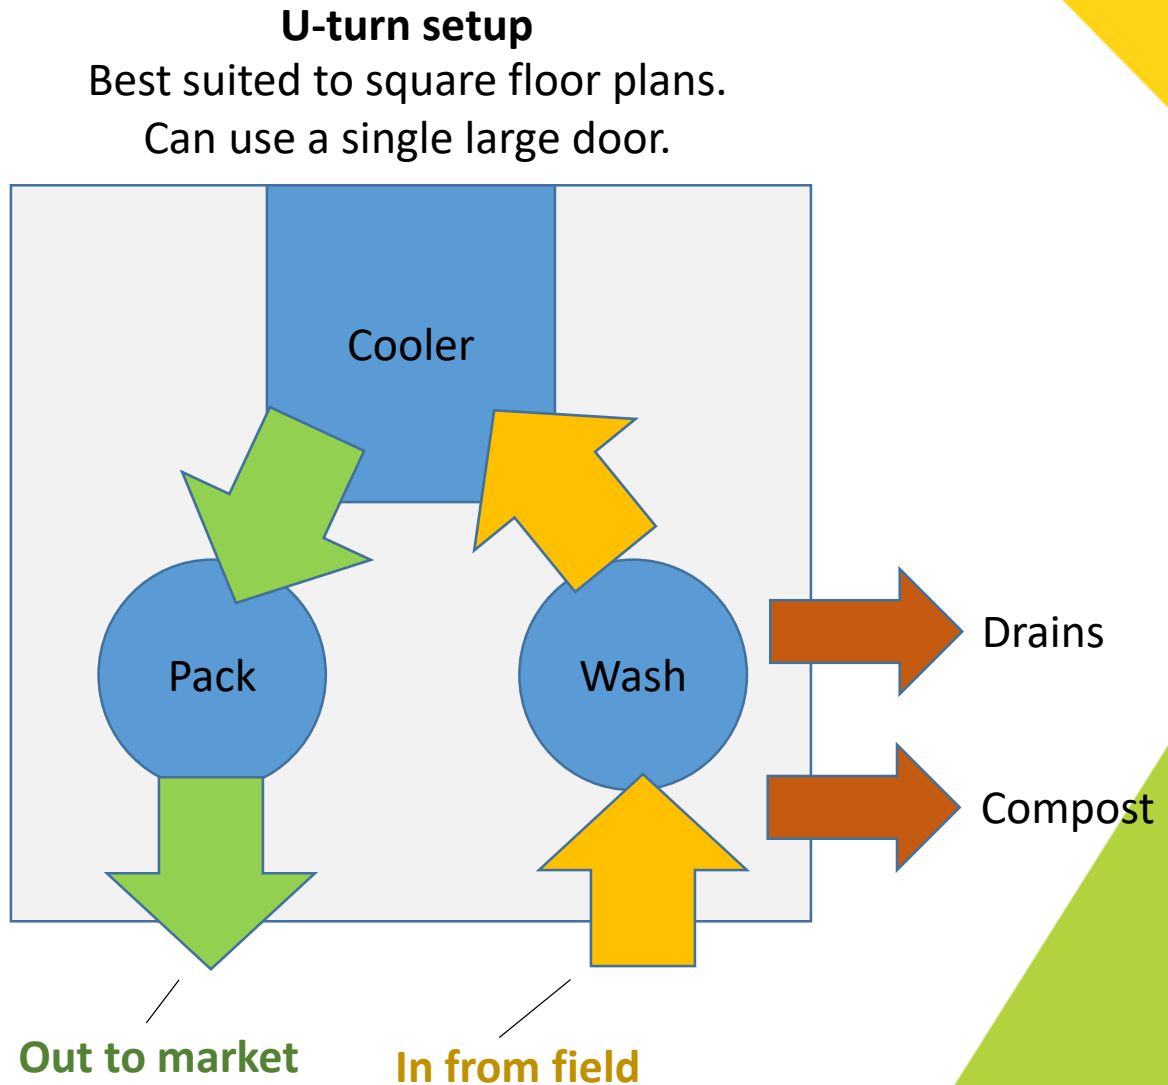 U-turn setup
Best suited to square floor plans.
Can use a single large door.
Cooler
Pack
Wash
Drains
Compost
Out to market
In from field